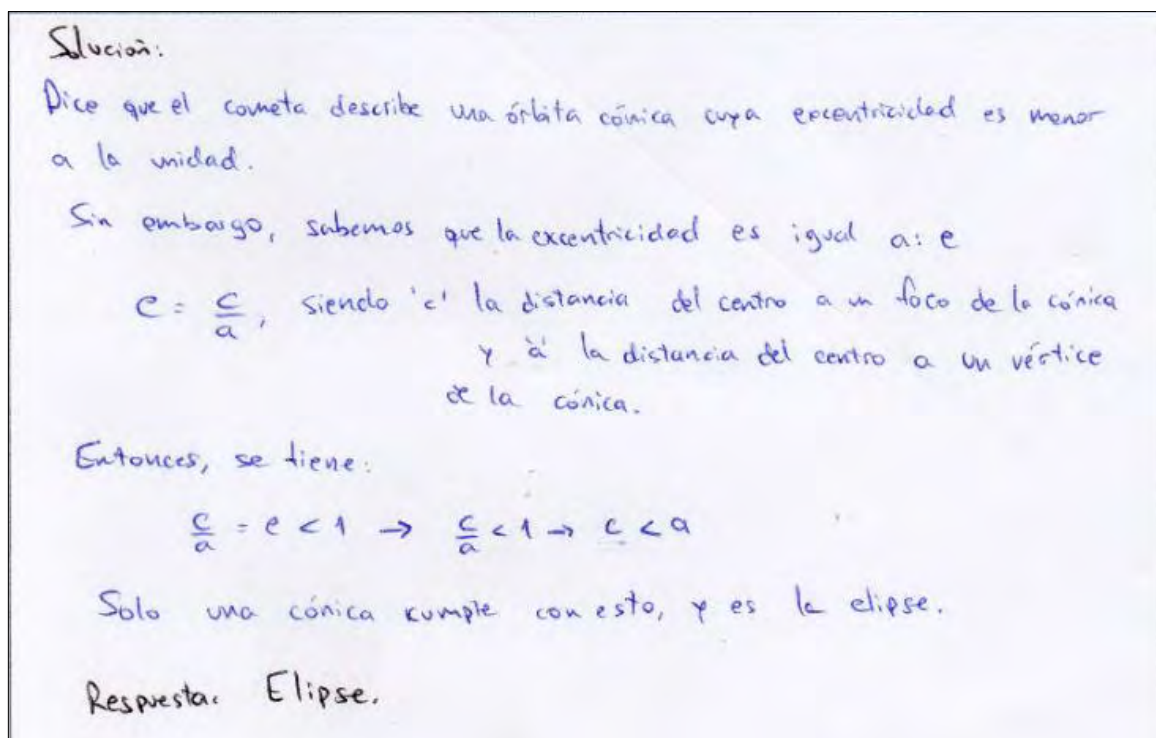 Solución:
Dice que el cometa describe una órbita cónica cuya excentricidad es menor
a la unidad.
Sin embargo, sabemos que la excentricidad es igual a: e
e = c/a, siendo 'c' la distancia del centro a un foco de la cónica
y 'a' la distancia del centro a un vértice
de la cónica.
Entonces, se tiene:
c/a = e < 1 → c/a < 1 → c < a
Solo una cónica cumple con esto, y es la elipse.
Respuesta. Elipse.